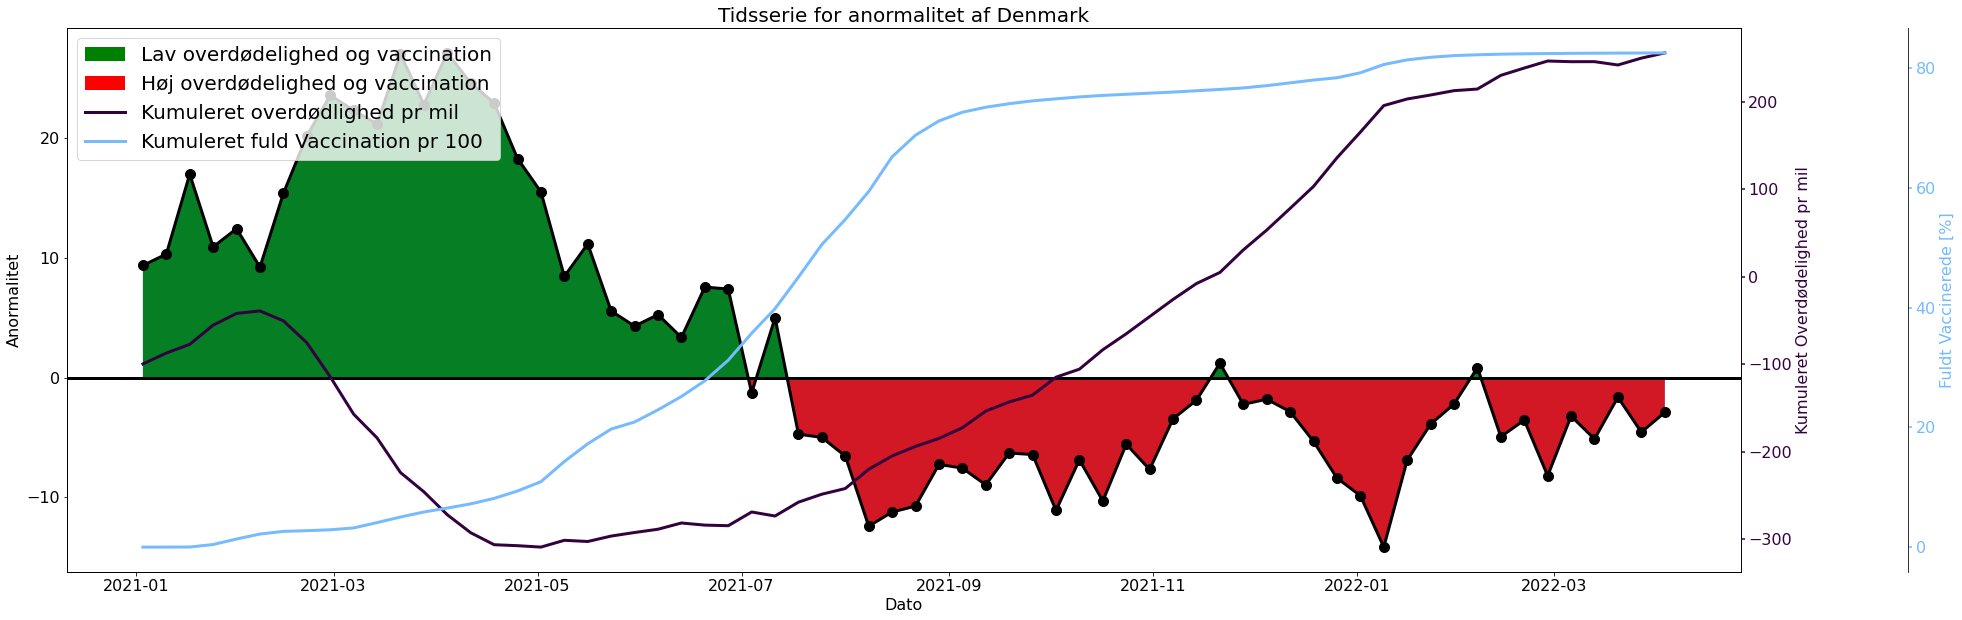 Tidsserie for anormalitet af Denmark
Lav overdødelighed og vaccination
Høj overdødelighed og vaccination
Kumuleret overdødlighed pr mil
Kumuleret fuld Vaccination pr 100
Anormalitet
20
10
0
−10
2021-01
2021-03
2021-05
2021-07
2021-09
2021-11
2022-01
2022-03
Dato
200
100
0
−100
−200
−300
Kumuleret Overdødelighed pr mil
80
60
40
20
0
Fuldt Vaccinerede [%]